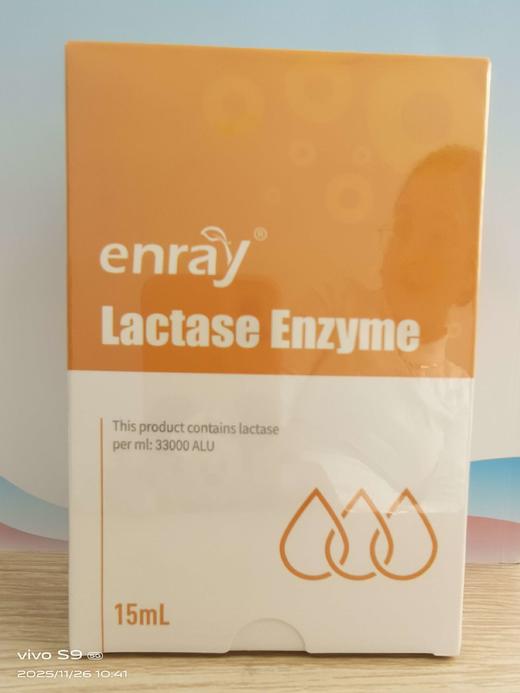 enray®
Lactase Enzyme
This product contains lactase
per ml: 33000 ALU
15mL
vivo S9 5G
2025/11/26 10:41